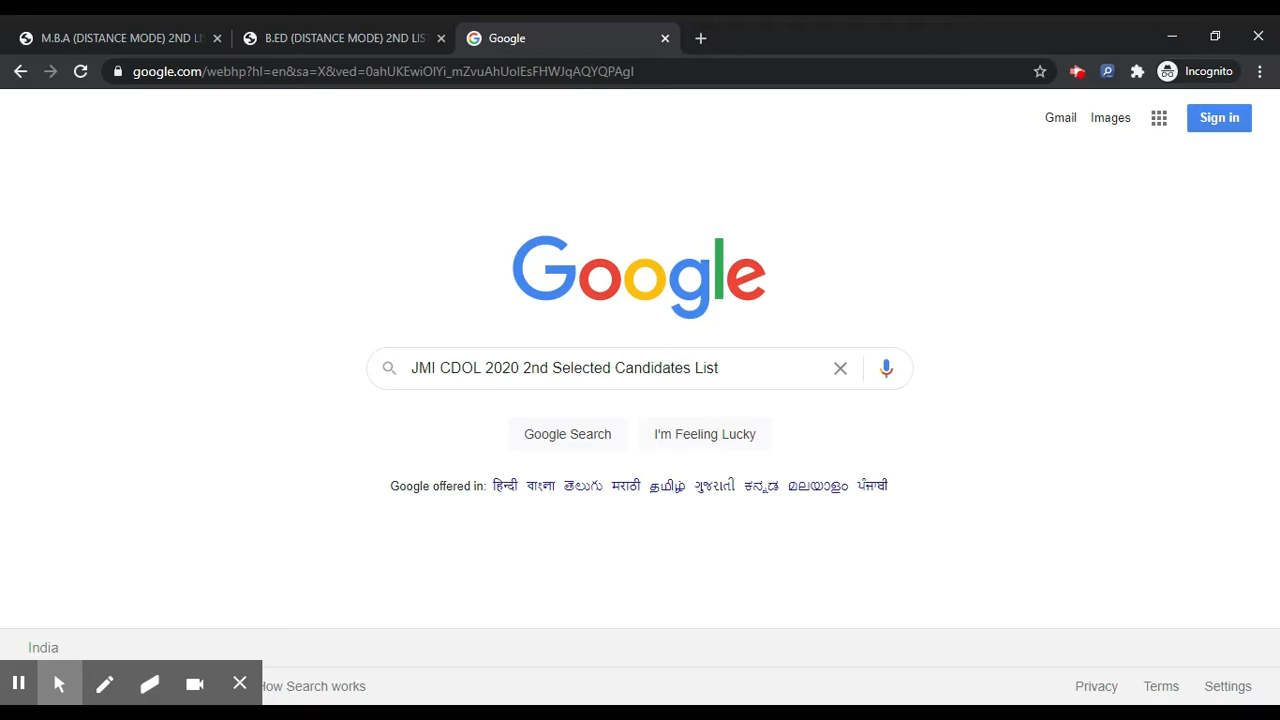 M.B.A (DISTANCE MODE) 2ND LI
B.ED (DISTANCE MODE) 2ND LIST
Google
google.com/webhp?hl=en&sa=X&ved=0ahUKEwiOlYi_mZvuAhUolEsFHWJqAQYQPAgI
Incognito
Gmail Images Sign in
Google
JMI CDOL 2020 2nd Selected Candidates List
Google Search I'm Feeling Lucky
Google offered in: हिन्दी বাংলা తెలుగు मराठी தமிழ் ગુજરાતી ಕನ್ನಡ മലയാളം ਪੰਜਾਬੀ
India
How Search works Privacy Terms Settings